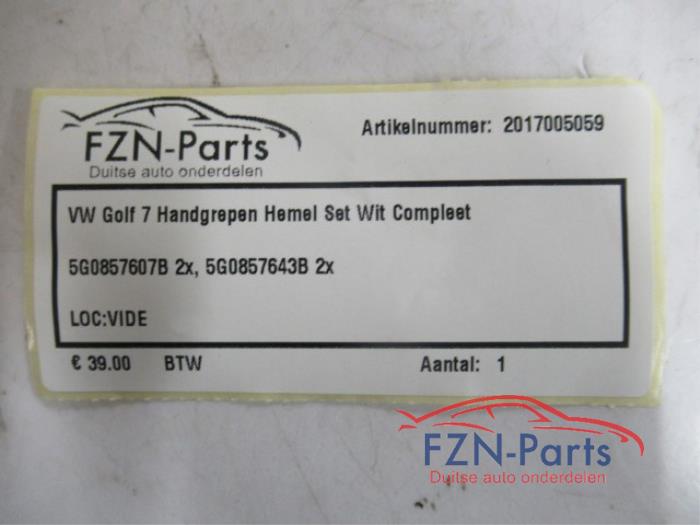 FZN-Parts
Duitse auto onderdelen
Artikelnummer: 2017005059
VW Golf 7 Handgrepen Hemel Set Wit Compleet
5G0857607B 2x, 5G0857643B 2x
LOC:VIDE
€ 39.00 BTW Aantal: 1
FZN-Parts
Duitse auto onderdelen